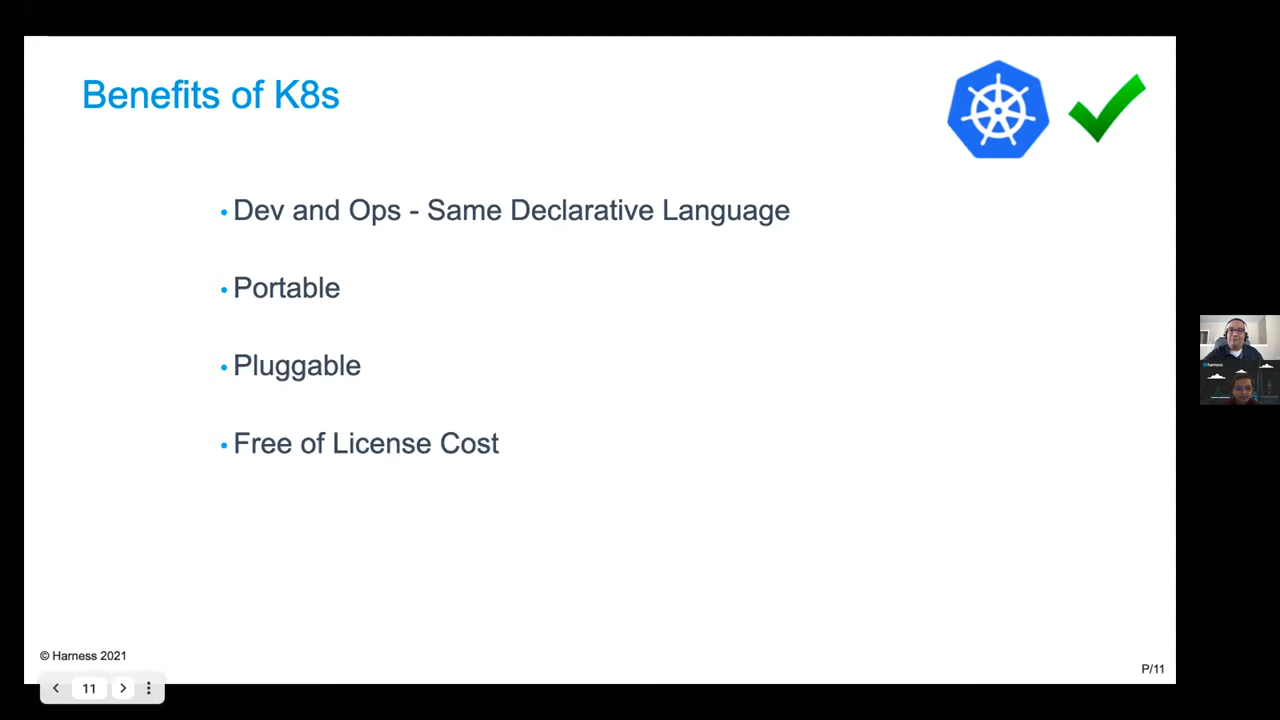 Benefits of K8s
• Dev and Ops - Same Declarative Language
• Portable
• Pluggable
• Free of License Cost
harness
© Harness 2021
P/11
11